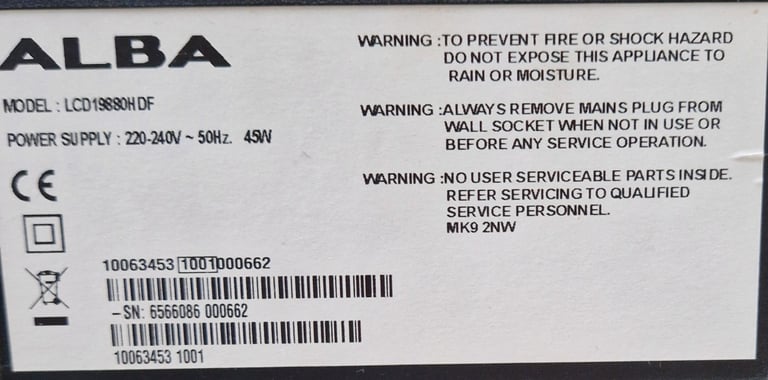 ALBA
MODEL : LCD19880HDF
POWER SUPPLY : 220-240V ~ 50Hz. 45W
CE
WARNING :TO PREVENT FIRE OR SHOCK HAZARD
DO NOT EXPOSE THIS APPLIANCE TO
RAIN OR MOISTURE.
WARNING :ALWAYS REMOVE MAINS PLUG FROM
WALL SOCKET WHEN NOT IN USE OR
BEFORE ANY SERVICE OPERATION.
WARNING :NO USER SERVICEABLE PARTS INSIDE.
REFER SERVICING TO QUALIFIED
SERVICE PERSONNEL.
MK9 2NW
10063453 1001000662
-SN: 6566086 000662
10063453 1001